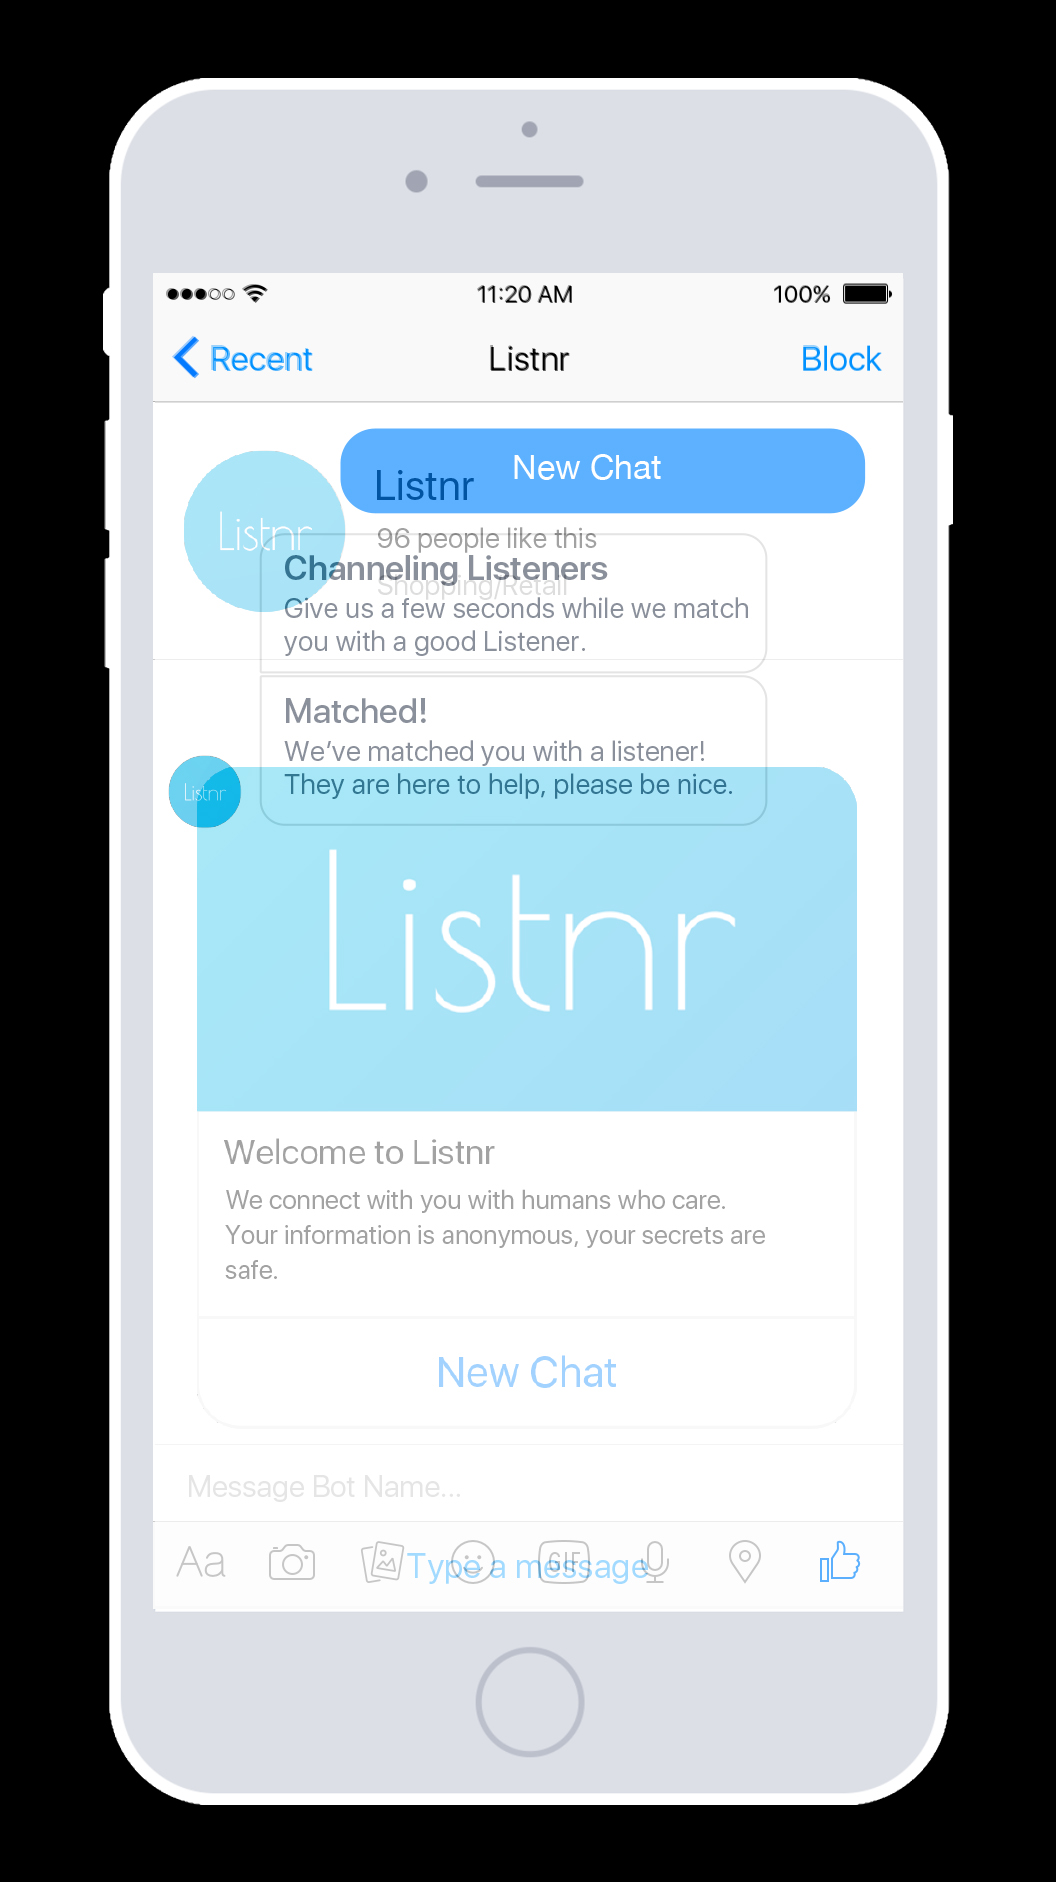 11:20 AM
100%
Recent
Listnr
Block
New Chat
Listnr
Listnr
96 people like this
Channeling Listeners
Shopping/Retail
Give us a few seconds while we match
you with a good Listener.
Matched!
We’ve matched you with a listener!
They are here to help, please be nice.
Listnr
Listnr
Welcome to Listnr
We connect with you with humans who care.
Your information is anonymous, your secrets are
safe.
New Chat
Message Bot Name...
Aa
GIF
Type a message